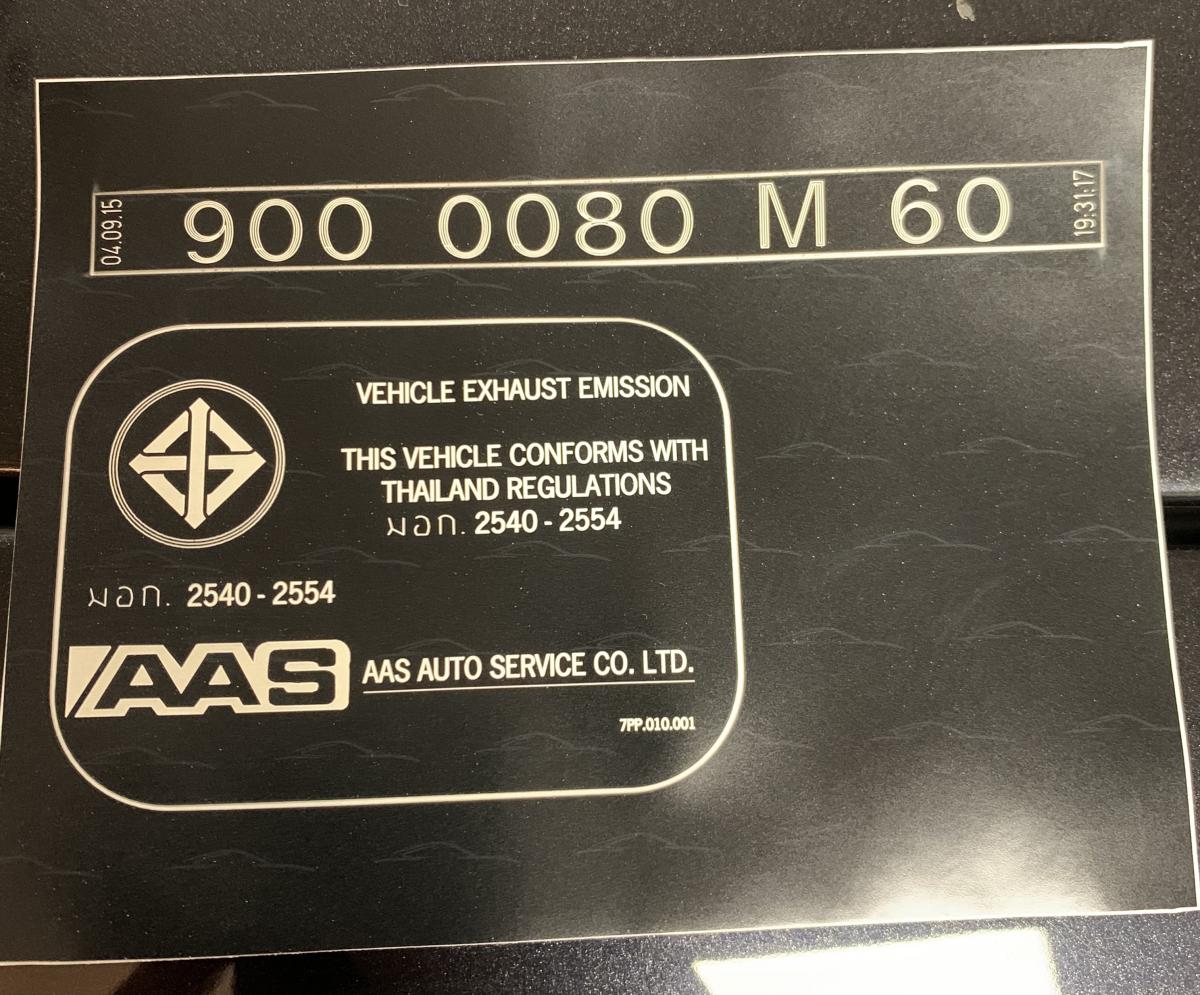 04.09.15
900 0080 M 60
19:31:17
VEHICLE EXHAUST EMISSION
THIS VEHICLE CONFORMS WITH
THAILAND REGULATIONS
มอก. 2540 - 2554
มอก. 2540 - 2554
AAS
AAS AUTO SERVICE CO. LTD.
7PP.010.001